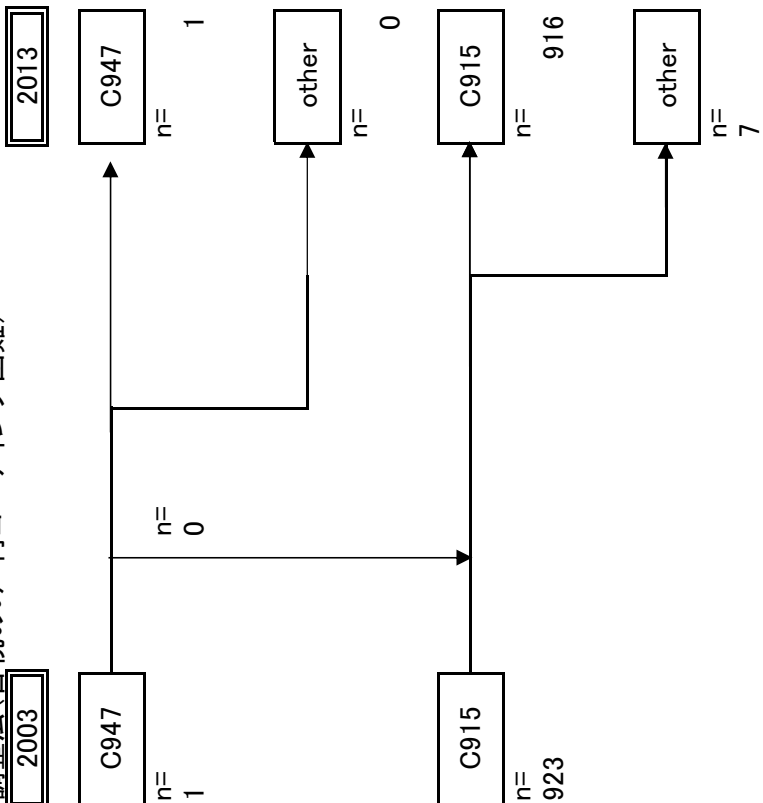 2003
2013
C947
n=
1
C947
n=
1
n=
0
other
n=
0
C915
n=
923
C915
n=
916
other
n=
7